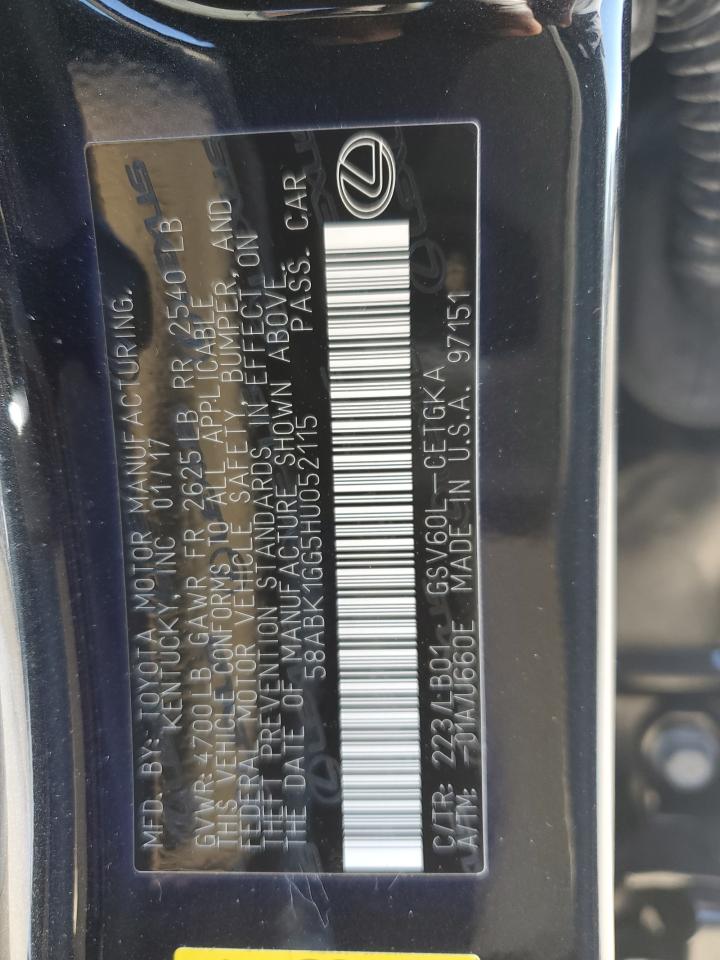 MFD. BY: TOYOTA MOTOR MANUFACTURING,
KENTUCKY, INC 01/17
GVWR: 4700LB GAWR FR 2625LB RR 2540LB
THIS VEHICLE CONFORMS TO ALL APPLICABLE
FEDERAL MOTOR VEHICLE SAFETY BUMPER, AND
THEFT PREVENTION STANDARDS IN EFFECT ON
THE DATE OF MANUFACTURE SHOWN ABOVE.
58ABK1GG5HU052115 PASS. CAR
C/TR: 223/LB01 GSV60L-CETGKA
A/TM: -01A/U660E MADE IN U.S.A. 97151